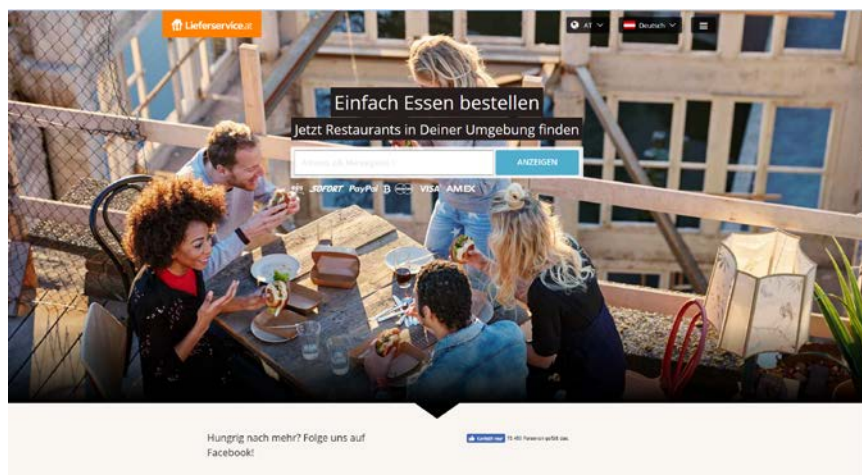 Lieferservice.at
AT
Deutsch
Einfach Essen bestellen
Jetzt Restaurants in Deiner Umgebung finden
ANZEIGEN
SOFORT PayPal VISA AMEX
Hungrig nach mehr? Folge uns auf
Facebook!